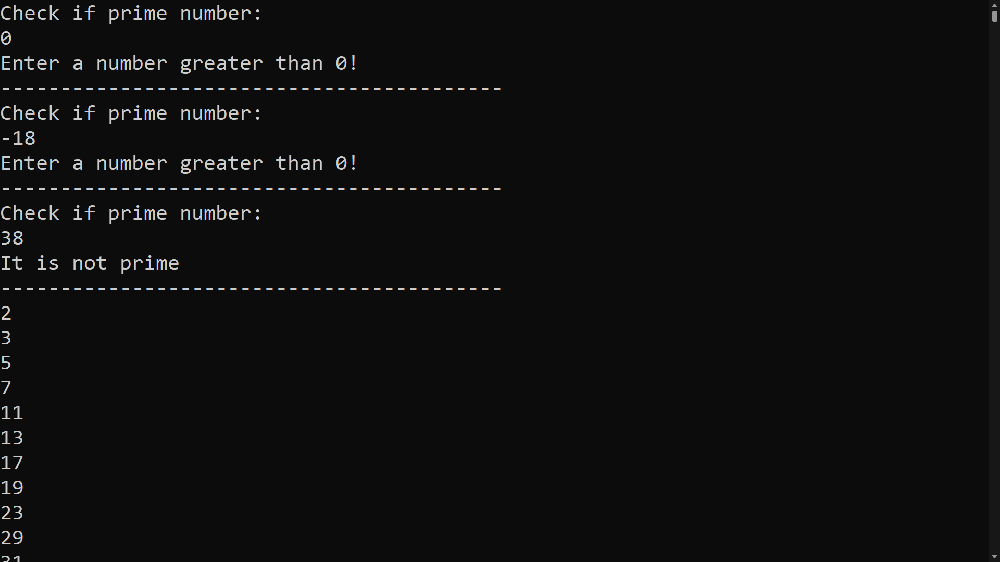 Check if prime number:
0
Enter a number greater than 0!
------------------------------------------
Check if prime number:
-18
Enter a number greater than 0!
------------------------------------------
Check if prime number:
38
It is not prime
------------------------------------------
2
3
5
7
11
13
17
19
23
29
31